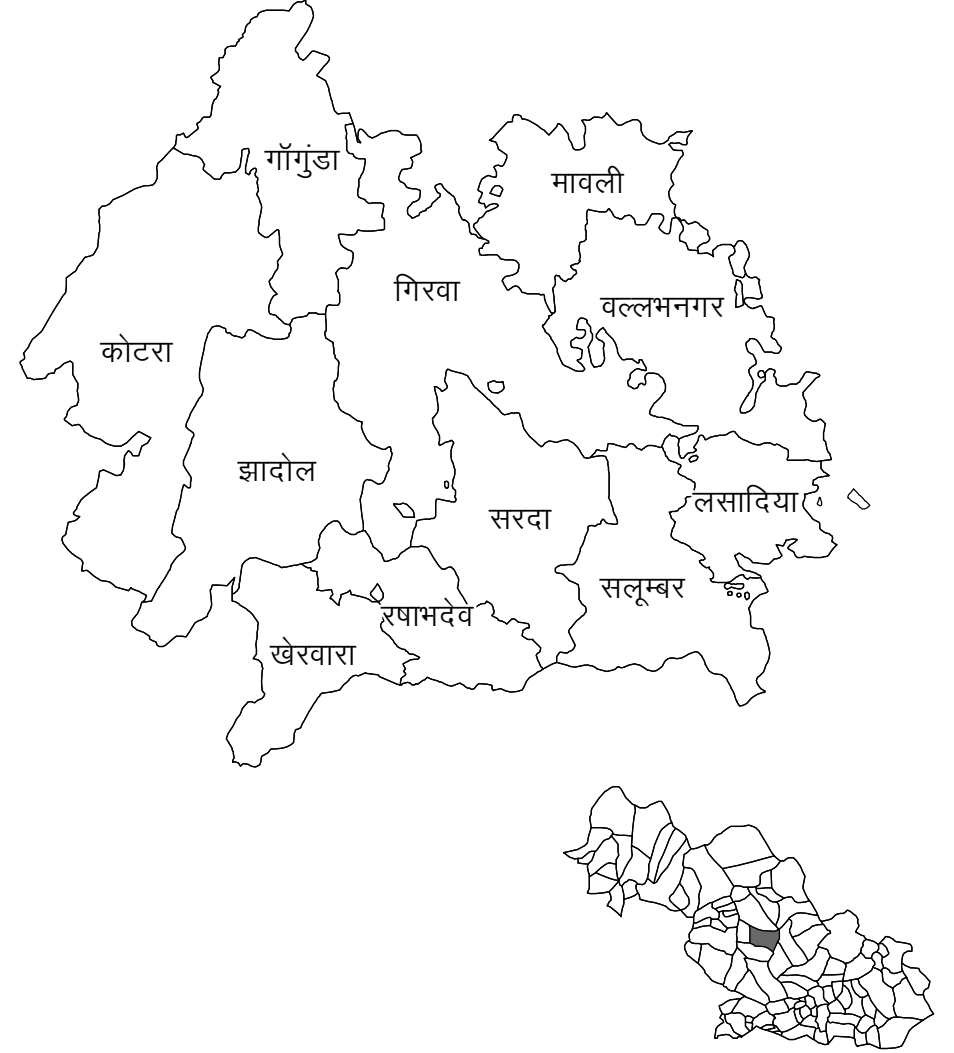 गॉगुंडा
मावली
गिरवा
वल्लभनगर
कोटरा
झादोल
लसादिया
सरदा
सलूम्बर
रषाभदेव
खेरवारा